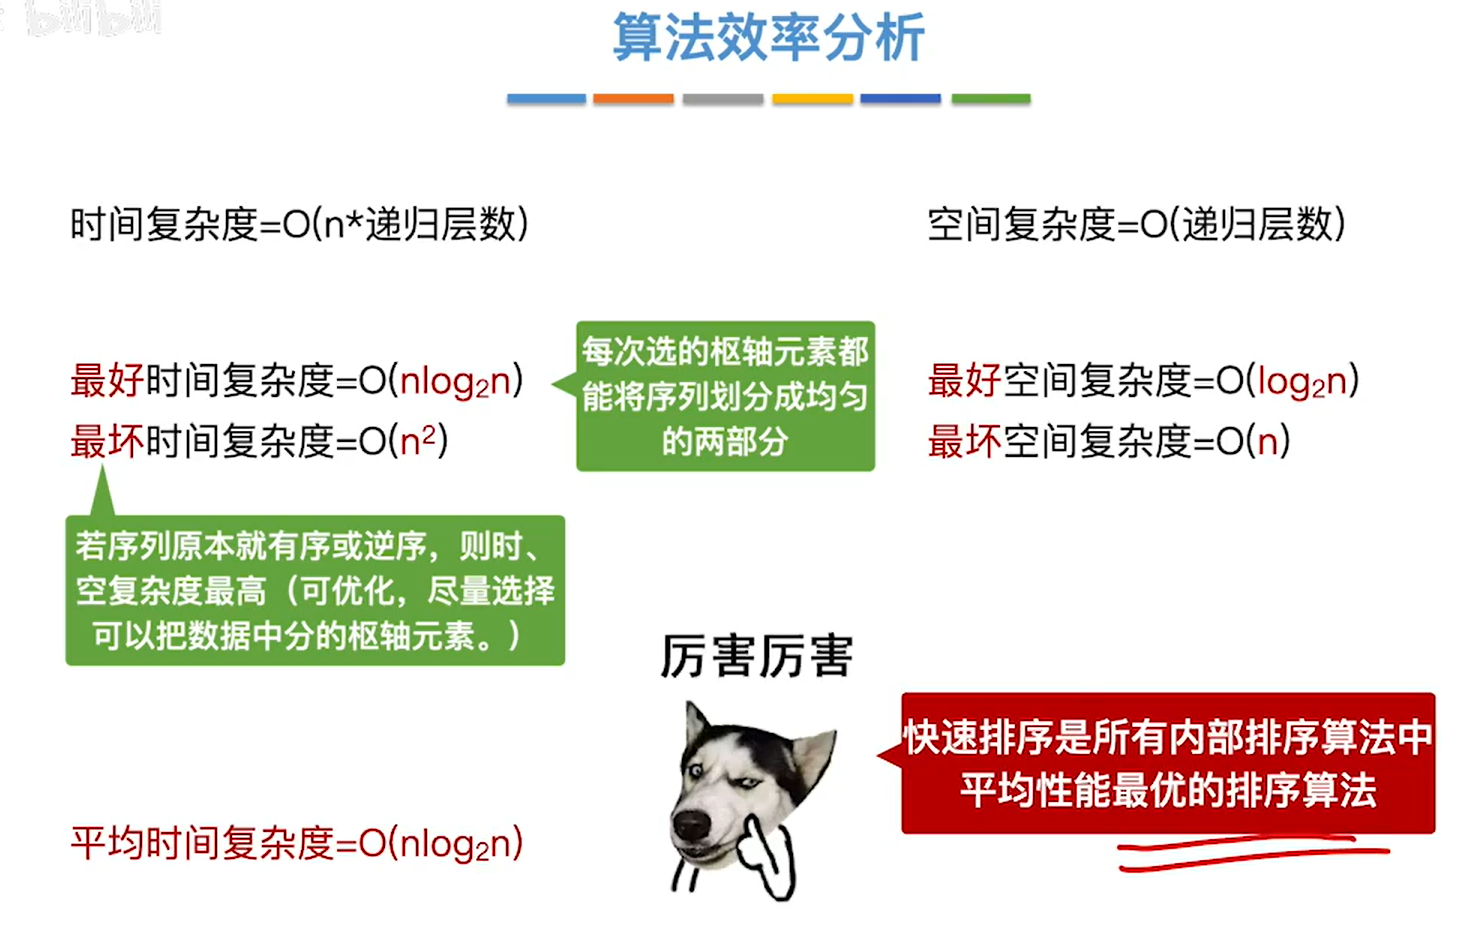 bilibili
算法效率分析
时间复杂度=O(n*递归层数)
空间复杂度=O(递归层数)
最好时间复杂度=O(nlog₂n)
最坏时间复杂度=O(n²)
每次选的枢轴元素都
能将序列划分成均匀
的两部分
最好空间复杂度=O(log₂n)
最坏空间复杂度=O(n)
若序列原本就有序或逆序，则时、
空复杂度最高（可优化，尽量选择
可以把数据中分的枢轴元素。）
厉害厉害
快速排序是所有内部排序算法中
平均性能最优的排序算法
平均时间复杂度=O(nlog₂n)